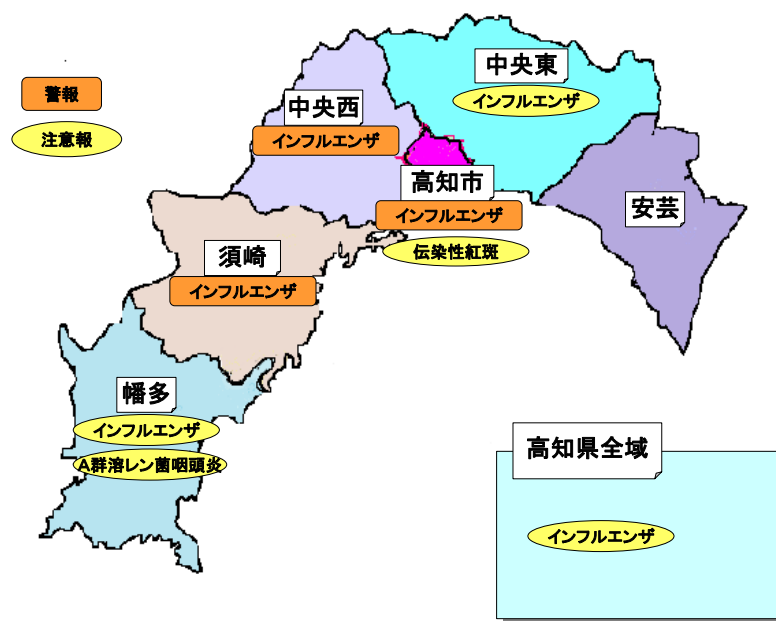 警報
注意報
中央東
インフルエンザ
中央西
インフルエンザ
高知市
インフルエンザ
伝染性紅斑
安芸
須崎
インフルエンザ
幡多
インフルエンザ
A群溶レン菌咽頭炎
高知県全域
インフルエンザ